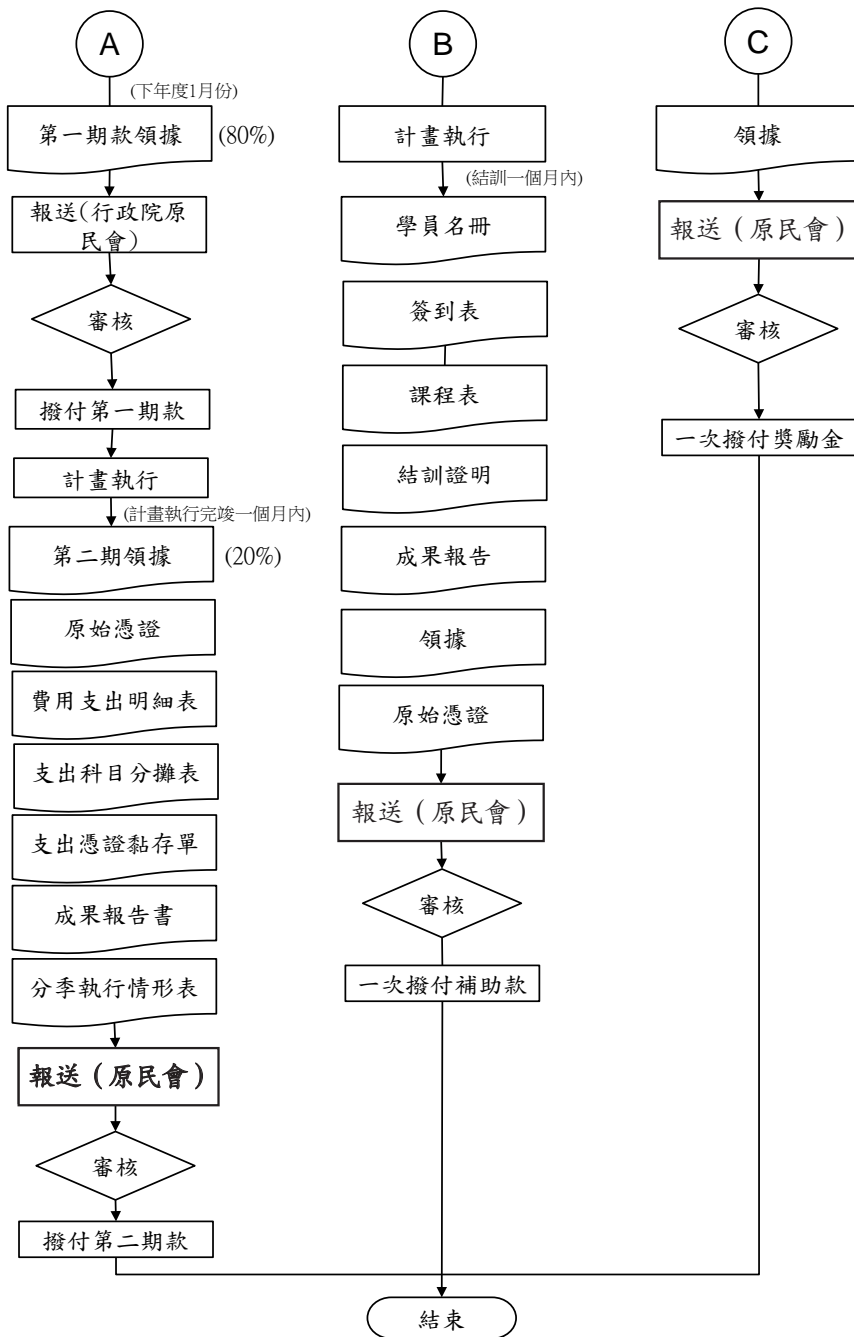 A
(下年度1月份)
第一期款領據
(80%)
報送(行政院原
民會)
審核
撥付第一期款
計畫執行
(計畫執行完竣一個月內)
第二期領據
(20%)
原始憑證
費用支出明細表
支出科目分攤表
支出憑證黏存單
成果報告書
分季執行情形表
報送(原民會)
審核
撥付第二期款
B
計畫執行
(結訓一個月內)
學員名冊
簽到表
課程表
結訓證明
成果報告
領據
原始憑證
報送(原民會)
審核
一次撥付補助款
C
領據
報送(原民會)
審核
一次撥付獎勵金
結束